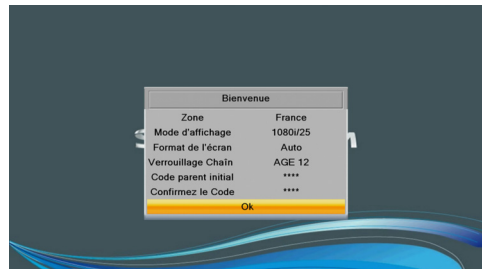 Bienvenue
Zone France
Mode d'affichage 1080i/25
Format de l'écran Auto
Verrouillage Chaîn AGE 12
Code parent initial ****
Confirmez le Code ****
Ok